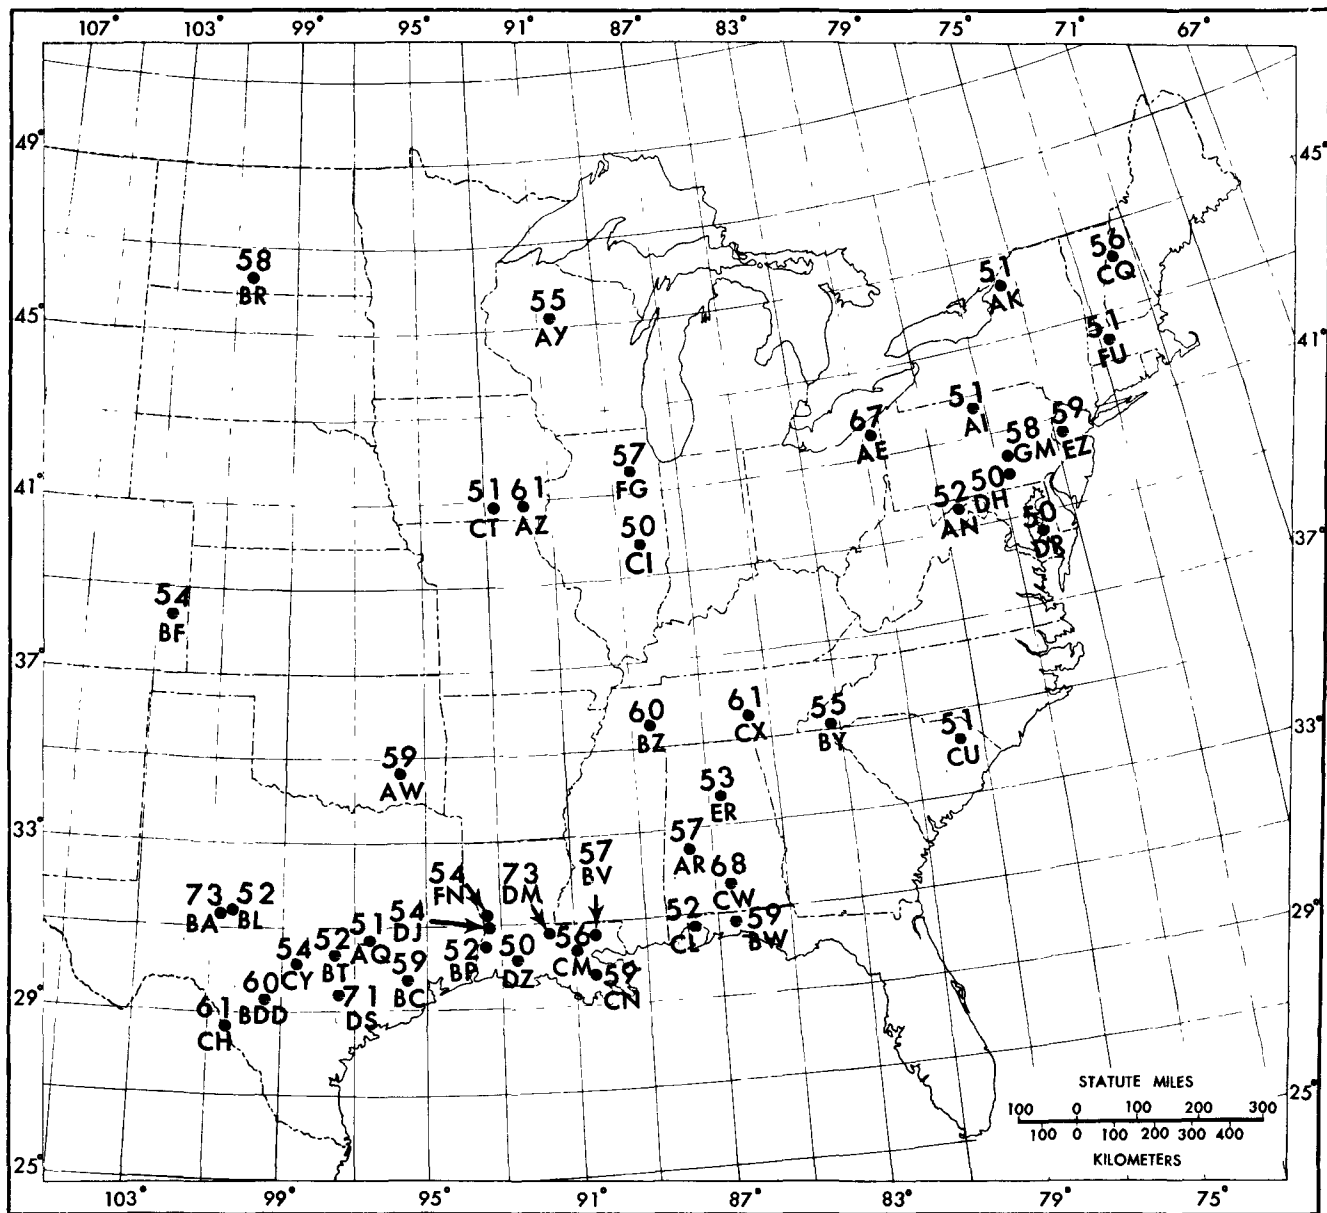 107° 103° 99° 95° 91° 87° 83° 79° 75° 71° 67°
49°
45°
58
BR
56
CQ
51
AK
55
AY
45°
51
FU
41°
51
AI
59
EZ
67
AE
58
GM
57
FG
50
DH
52
AN
51
CT
61
AZ
41°
50
DB
37°
50
CI
54
BF
37°
61
CX
60
BZ
55
BY
51
CU
33°
59
AW
53
ER
33°
57
AR
57
BV
54
FN
73
DM
68
CW
73
BA
52
BL
54
DJ
52
CL
59
BW
29°
51
AQ
52
BT
54
CY
52
BP
50
DZ
56
CM
59
BC
59
CN
29°
60
BDD
71
DS
61
CH
STATUTE MILES
100 0 100 200 300
100 0 100 200 300 400
KILOMETERS
25°
25°
103° 99° 95° 91° 87° 83° 79° 75°